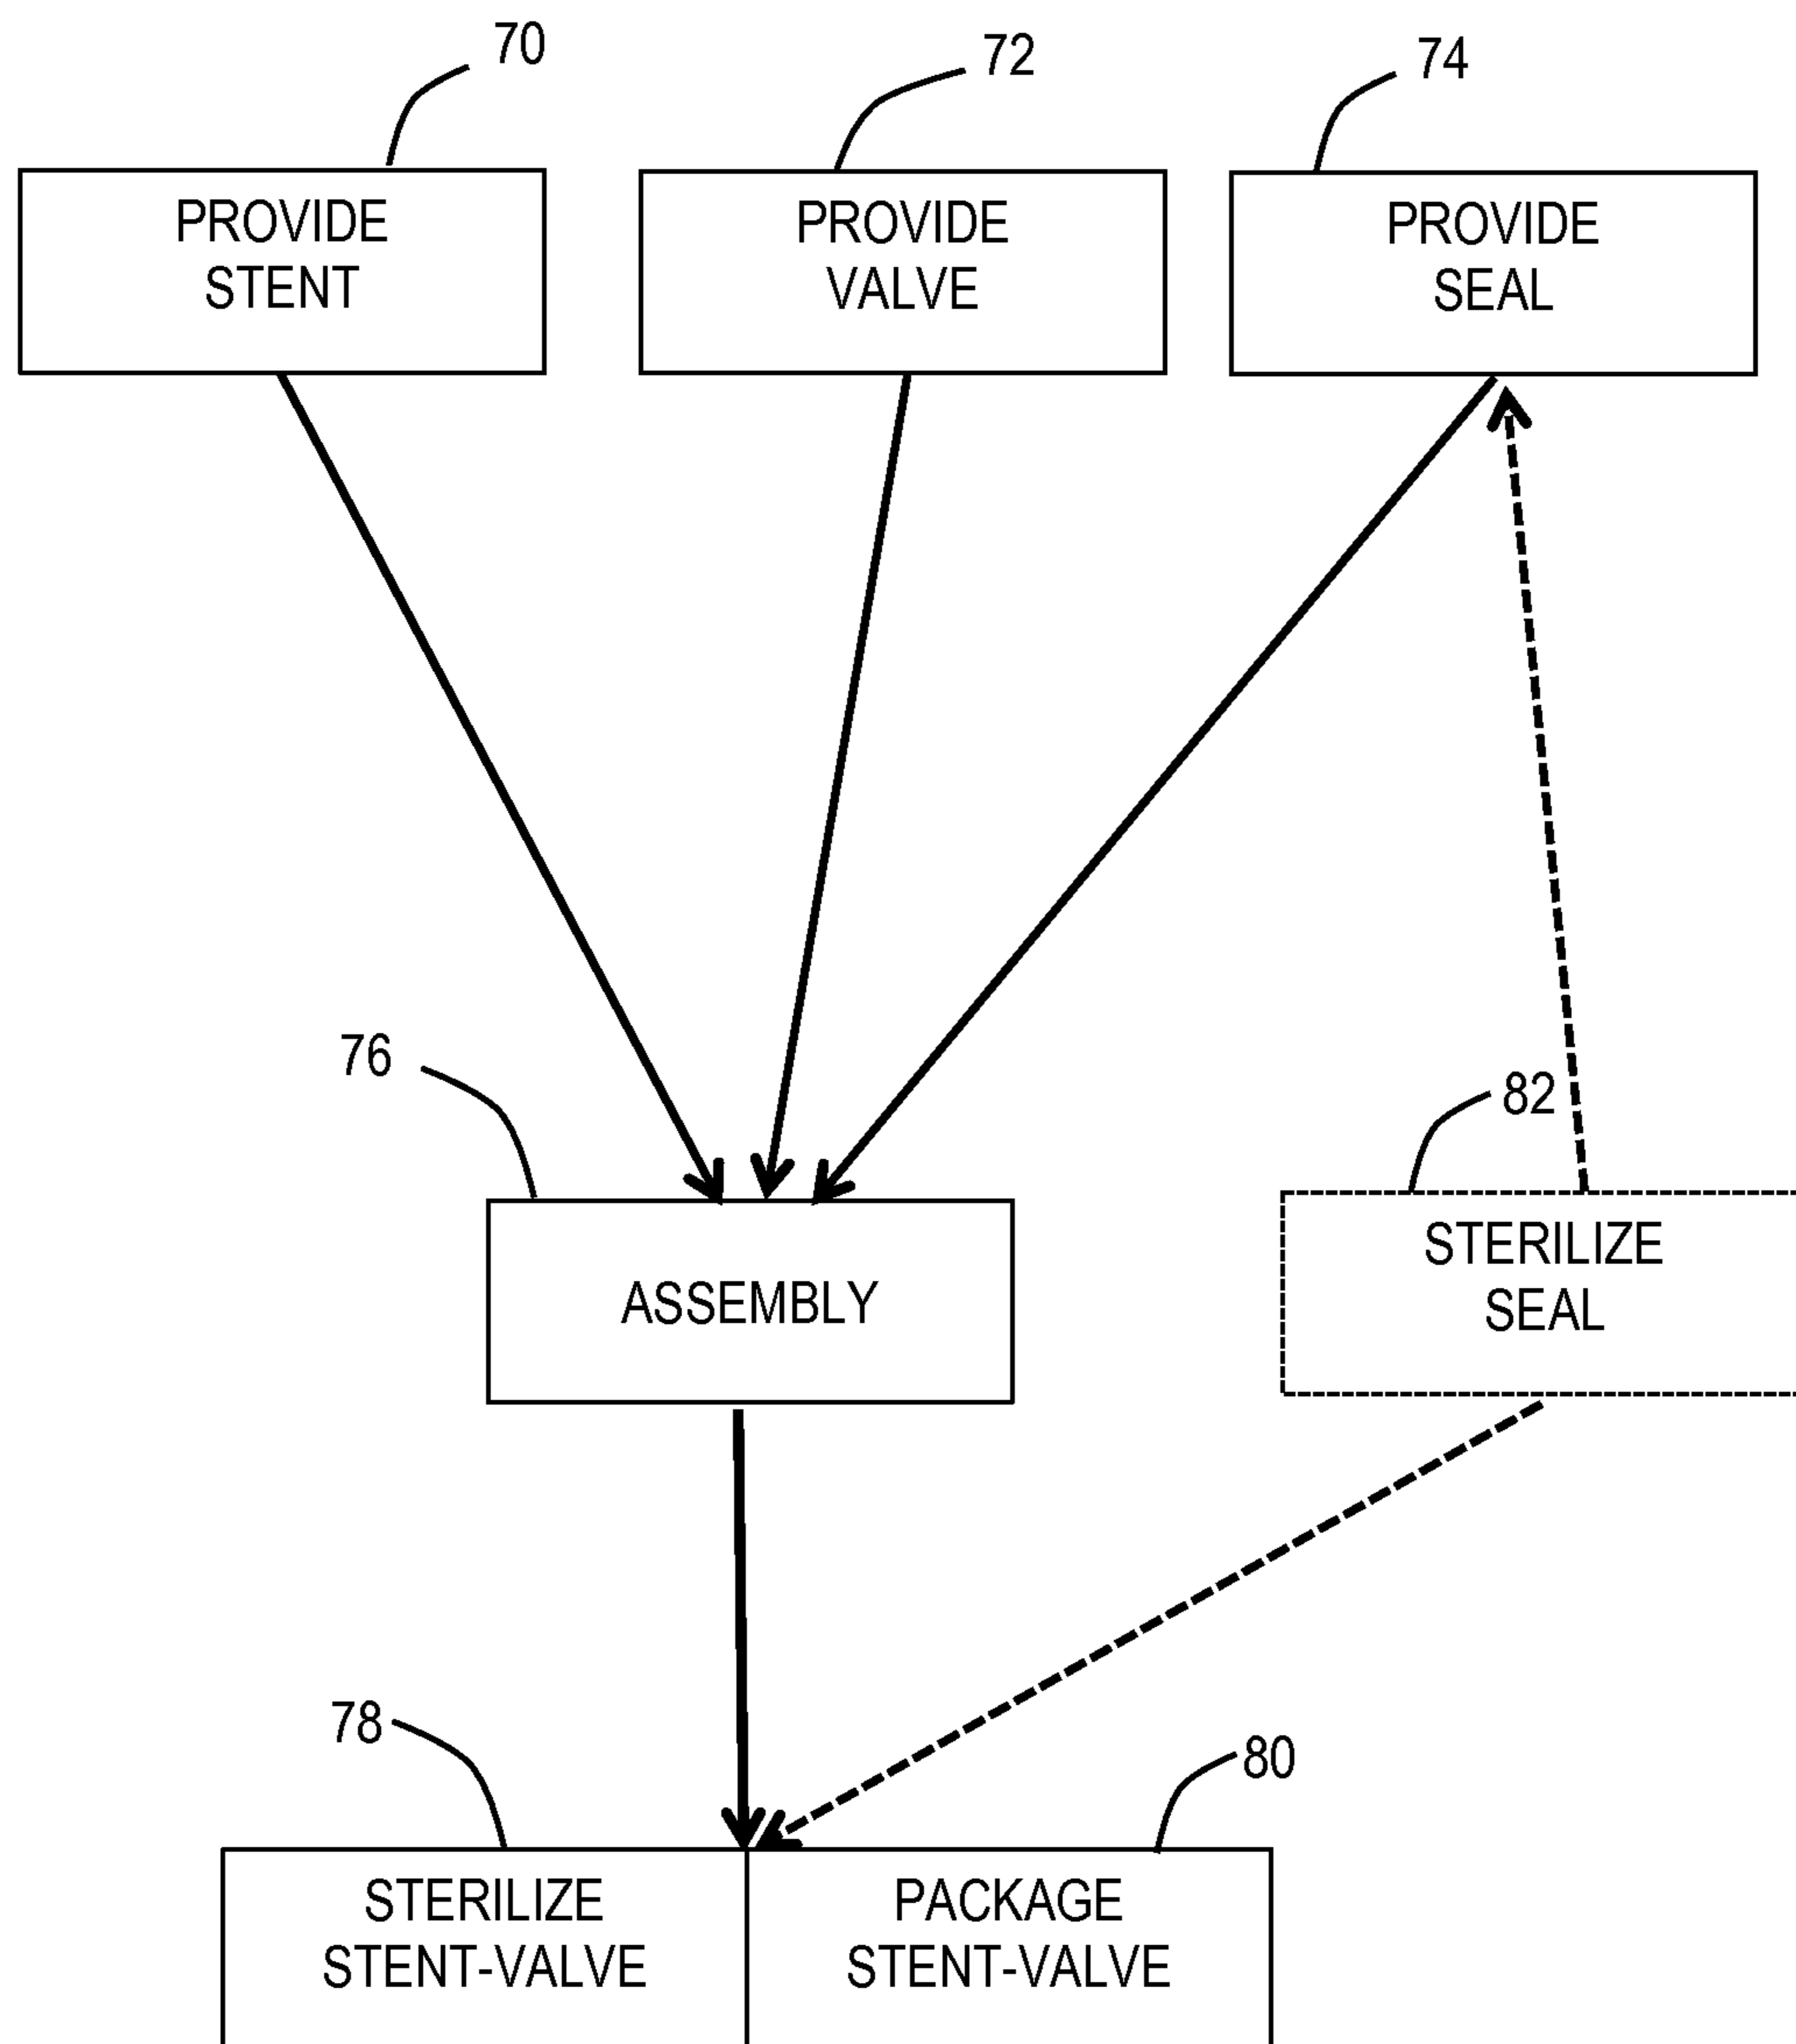 70
72
74
PROVIDE
STENT
PROVIDE
VALVE
PROVIDE
SEAL
76
82
ASSEMBLY
STERILIZE
SEAL
78
80
STERILIZE
STENT-VALVE
PACKAGE
STENT-VALVE